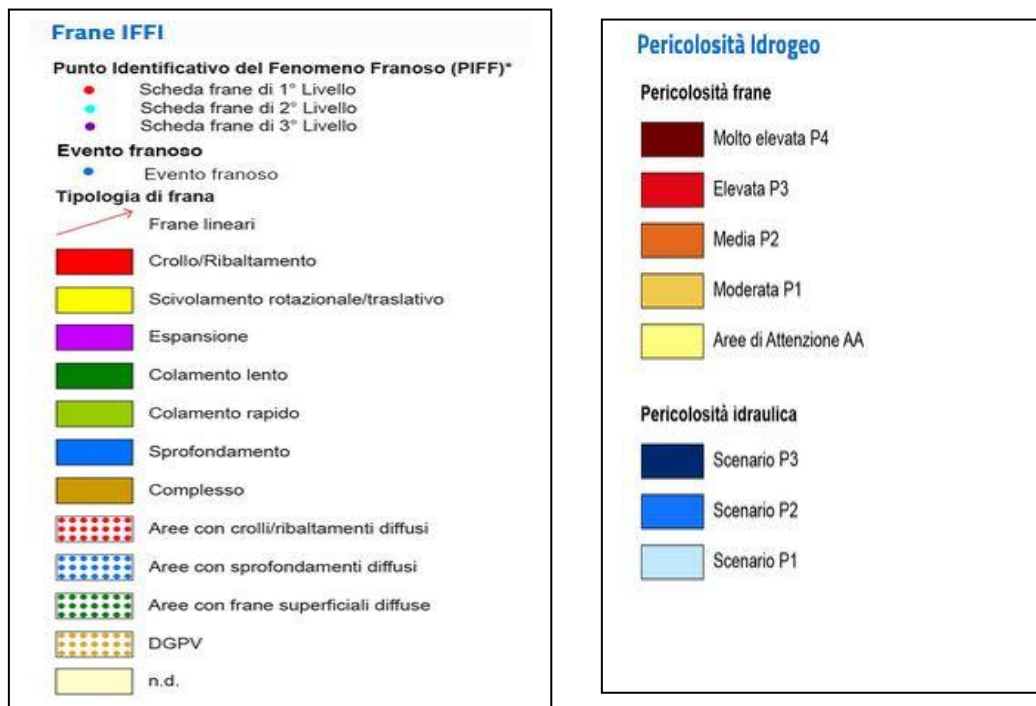 Frane IFFI
Punto Identificativo del Fenomeno Franoso (PIFF)*
Scheda frane di 1° Livello
Scheda frane di 2° Livello
Scheda frane di 3° Livello
Evento franoso
Evento franoso
Tipologia di frana
Frane lineari
Crollo/Ribaltamento
Scivolamento rotazionale/traslativo
Espansione
Colamento lento
Colamento rapido
Sprofondamento
Complesso
Aree con crolli/ribaltamenti diffusi
Aree con sprofondamenti diffusi
Aree con frane superficiali diffuse
DGPV
n.d.
Pericolosità Idrogeo
Pericolosità frane
Molto elevata P4
Elevata P3
Media P2
Moderata P1
Aree di Attenzione AA
Pericolosità idraulica
Scenario P3
Scenario P2
Scenario P1